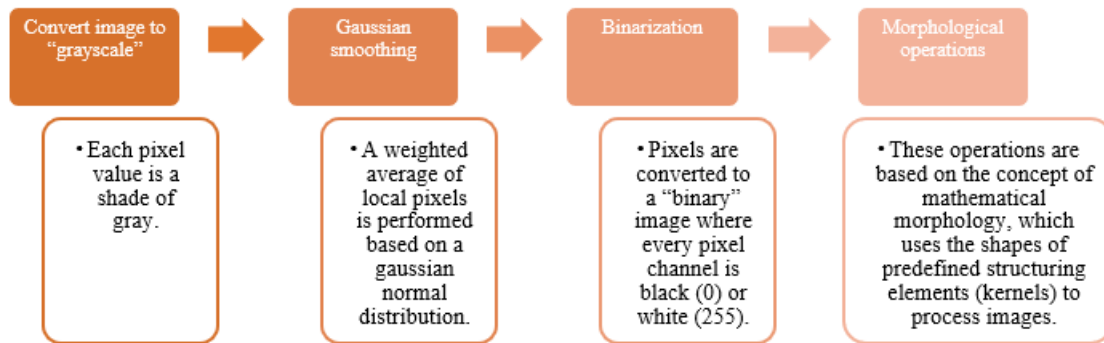 Convert image to
“grayscale”
• Each pixel
value is a
shade of
gray.
Gaussian
smoothing
• A weighted
average of
local pixels
is performed
based on a
gaussian
normal
distribution.
Binarization
• Pixels are
converted to
a “binary”
image where
every pixel
channel is
black (0) or
white (255).
Morphological
operations
• These operations are
based on the concept of
mathematical
morphology, which
uses the shapes of
predefined structuring
elements (kernels) to
process images.